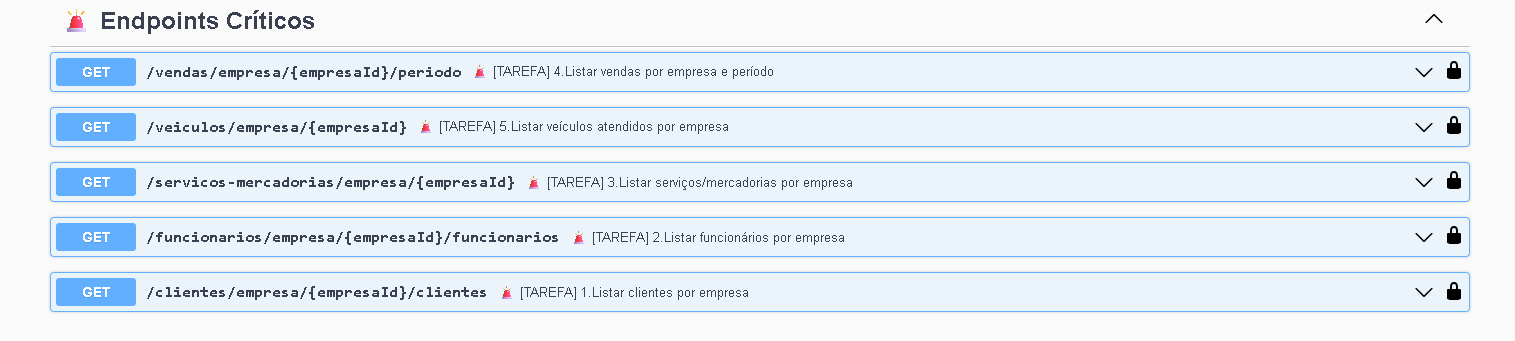 🚨 Endpoints Críticos
GET /vendas/empresa/{empresaId}/periodo 🚨 [TAREFA] 4.Listar vendas por empresa e período
GET /veiculos/empresa/{empresaId} 🚨 [TAREFA] 5.Listar veículos atendidos por empresa
GET /servicos-mercadorias/empresa/{empresaId} 🚨 [TAREFA] 3.Listar serviços/mercadorias por empresa
GET /funcionarios/empresa/{empresaId}/funcionarios 🚨 [TAREFA] 2.Listar funcionários por empresa
GET /clientes/empresa/{empresaId}/clientes 🚨 [TAREFA] 1.Listar clientes por empresa